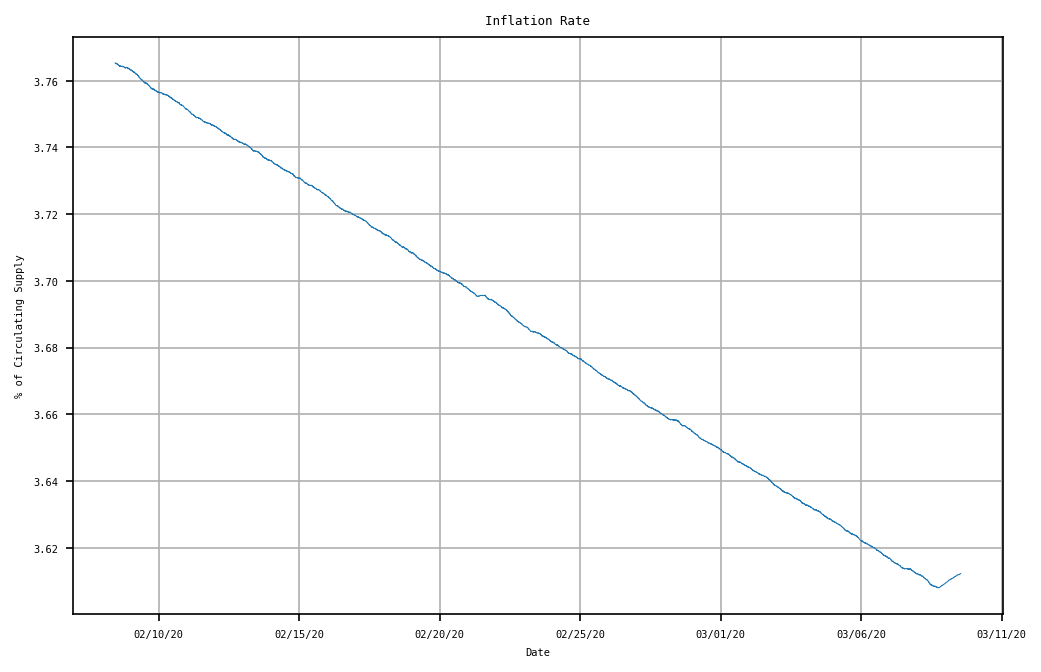 Inflation Rate
3.76
3.74
3.72
3.70
3.68
3.66
3.64
3.62
% of Circulating Supply
02/10/20 02/15/20 02/20/20 02/25/20 03/01/20 03/06/20 03/11/20
Date